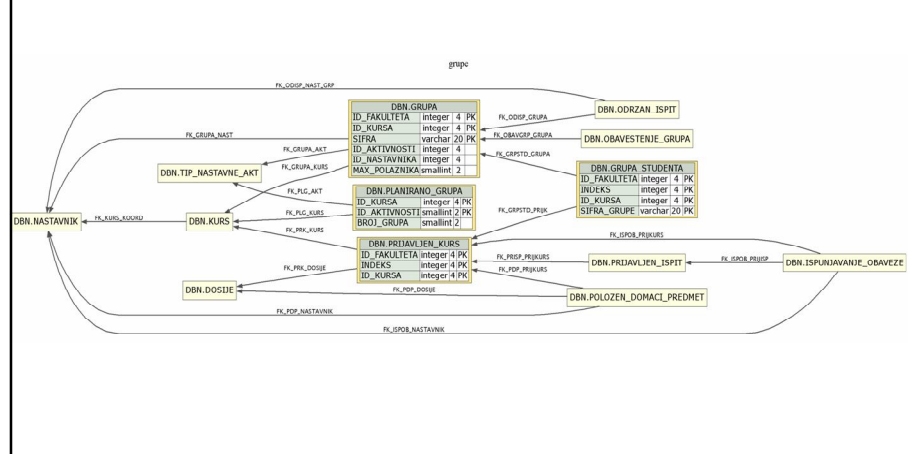 grupe
FK_ODISP_NAST_GRP
DBN.ODRZAN_ISPIT
DBN.GRUPA
ID_FAKULTETA integer 4 PK
ID_KURSA integer 4 PK
SIFRA varchar 20 PK
ID_AKTIVNOSTI integer 4
ID_NASTAVNIKA integer 4
MAX_POLAZNIKA smallint 2
FK_ODISP_GRUPA
FK_OBAVGRP_GRUPA
DBN.OBAVESTENJE_GRUPA
FK_GRUPA_NAST
FK_GRUPA_AKT
FK_GRUPA_KURS
FK_GRPSTD_GRUPA
DBN.TIP_NASTAVNE_AKT
DBN.GRUPA_STUDENTA
ID_FAKULTETA integer 4 PK
INDEKS integer 4 PK
ID_KURSA integer 4 PK
SIFRA_GRUPE varchar 20 PK
FK_PLG_AKT
DBN.PLANIRANO_GRUPA
ID_KURSA integer 4 PK
ID_AKTIVNOSTI smallint 2 PK
BROJ_GRUPA smallint 2
FK_GRPSTD_PRIJK
DBN.NASTAVNIK
FK_KURS_KOORD
DBN.KURS
FK_PLG_KURS
FK_PRK_KURS
FK_ISPOB_PRIJKURS
DBN.PRIJAVLJEN_KURS
ID_FAKULTETA integer 4 PK
INDEKS integer 4 PK
ID_KURSA integer 4 PK
FK_PRISP_PRIJKURS
DBN.PRIJAVLJEN_ISPIT
FK_ISPOB_PRIJISP
DBN.ISPUNJAVANJE_OBAVEZE
FK_PRK_DOSIJE
FK_PDP_PRIJKURS
DBN.DOSIJE
FK_PDP_DOSIJE
DBN.POLOZEN_DOMACI_PREDMET
FK_PDP_NASTAVNIK
FK_ISPOB_NASTAVNIK